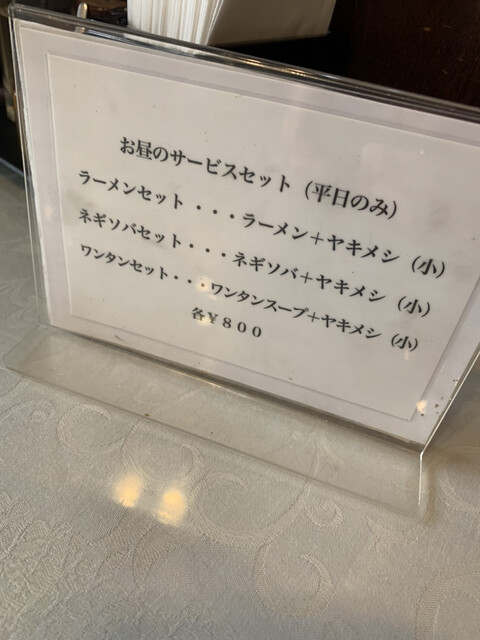 お昼のサービスセット（平日のみ）
ラーメンセット・・・ラーメン＋ヤキメシ（小）
ネギソバセット・・・ネギソバ＋ヤキメシ（小）
ワンタンセット・・・ワンタンスープ＋ヤキメシ（小）
各￥８００